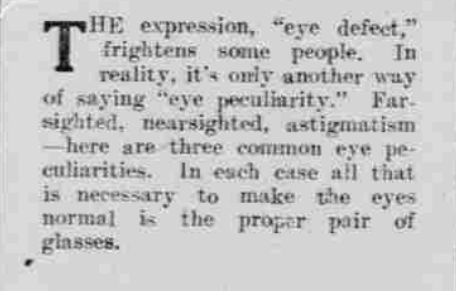 THE expression, "eye defect,"
frightens some people. In
reality, it's only another way
of saying "eye peculiarity." Far-
sighted, nearsighted, astigmatism
—here are three common eye pe-
culiarities. In each case all that
is necessary to make the eyes
normal is the proper pair of
glasses.